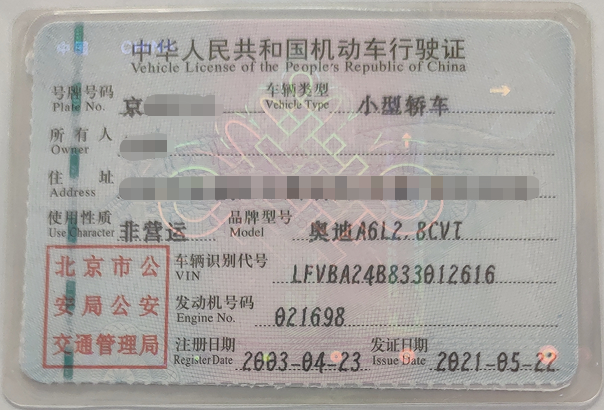 中华人民共和国机动车行驶证
Vehicle License of the People's Republic of China
号牌号码 京 车辆类型 小型轿车
Plate No. Vehicle Type
所有人
Owner
住址
Address
使用性质 非营运 品牌型号 奥迪A6L2.8CVT
Use Character Model
北京市公安局公安交通管理局
车辆识别代号 LFVBA24B833012616
VIN
发动机号码 021698
Engine No.
注册日期 2003-04-23 发证日期 2021-05-22
Register Date Issue Date